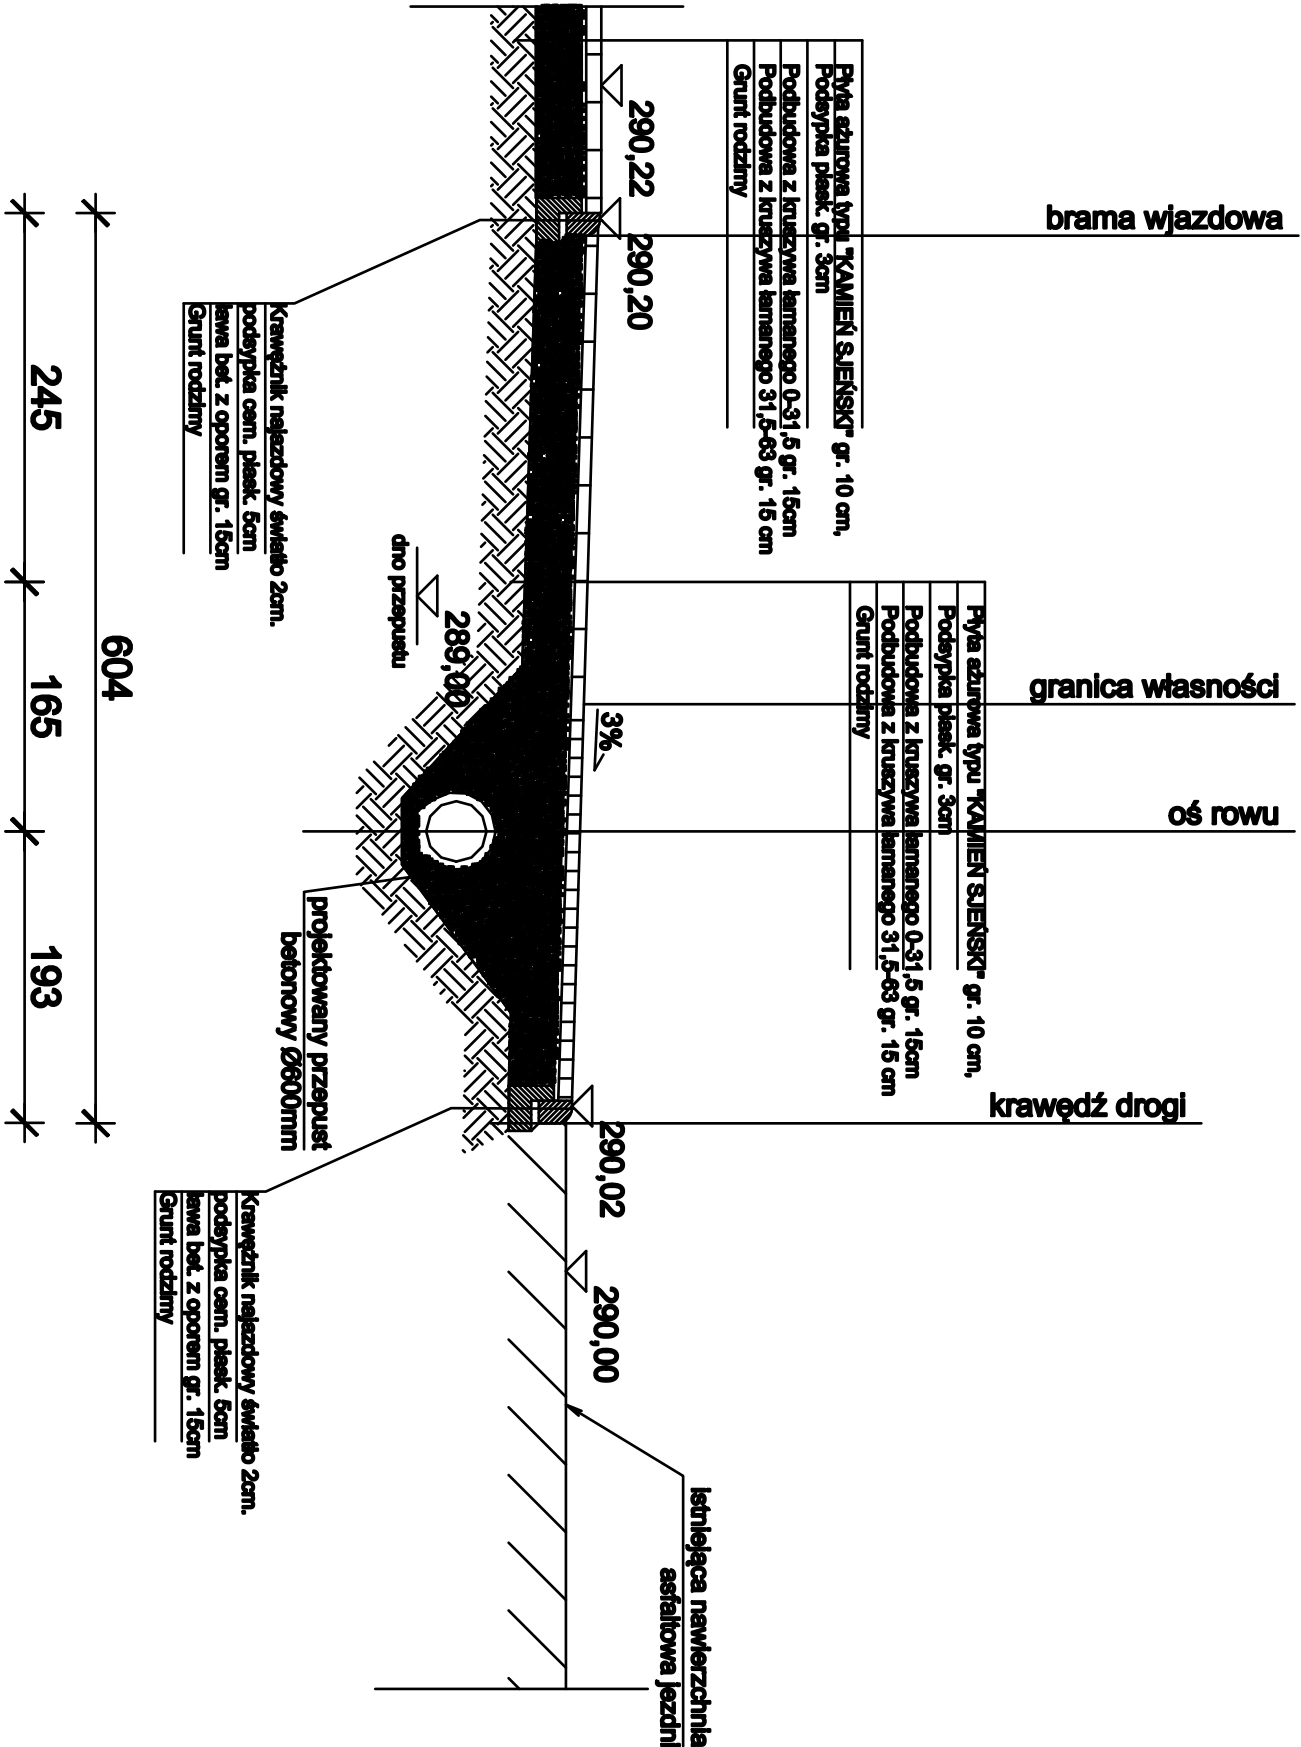 brama wjazdowa
granica własności
oś rowu
krawędź drogi
Płyta ażurowa typu "KAMIEŃ SJEŃSKI" gr. 10 cm,
Podsypka piask. gr. 3cm
Podbudowa z kruszywa łamanego 0-31,5 gr. 15cm
Podbudowa z kruszywa łamanego 31,5-63 gr. 15 cm
Grunt rodzimy
Płyta ażurowa typu "KAMIEŃ SJEŃSKI" gr. 10 cm,
Podsypka piask. gr. 3cm
Podbudowa z kruszywa łamanego 0-31,5 gr. 15cm
Podbudowa z kruszywa łamanego 31,5-63 gr. 15 cm
Grunt rodzimy
istniejąca nawierzchnia
asfaltowa jezdni
290,22
290,20
3%
290,02
290,00
289,00
dno przepustu
projektowany przepust
betonowy Ø600mm
Krawężnik najazdowy światło 2cm.
podsypka cem. piask. 5cm
ława bet. z oporem gr. 15cm
Grunt rodzimy
Krawężnik najazdowy światło 2cm.
podsypka cem. piask. 5cm
ława bet. z oporem gr. 15cm
Grunt rodzimy
604
245
165
193